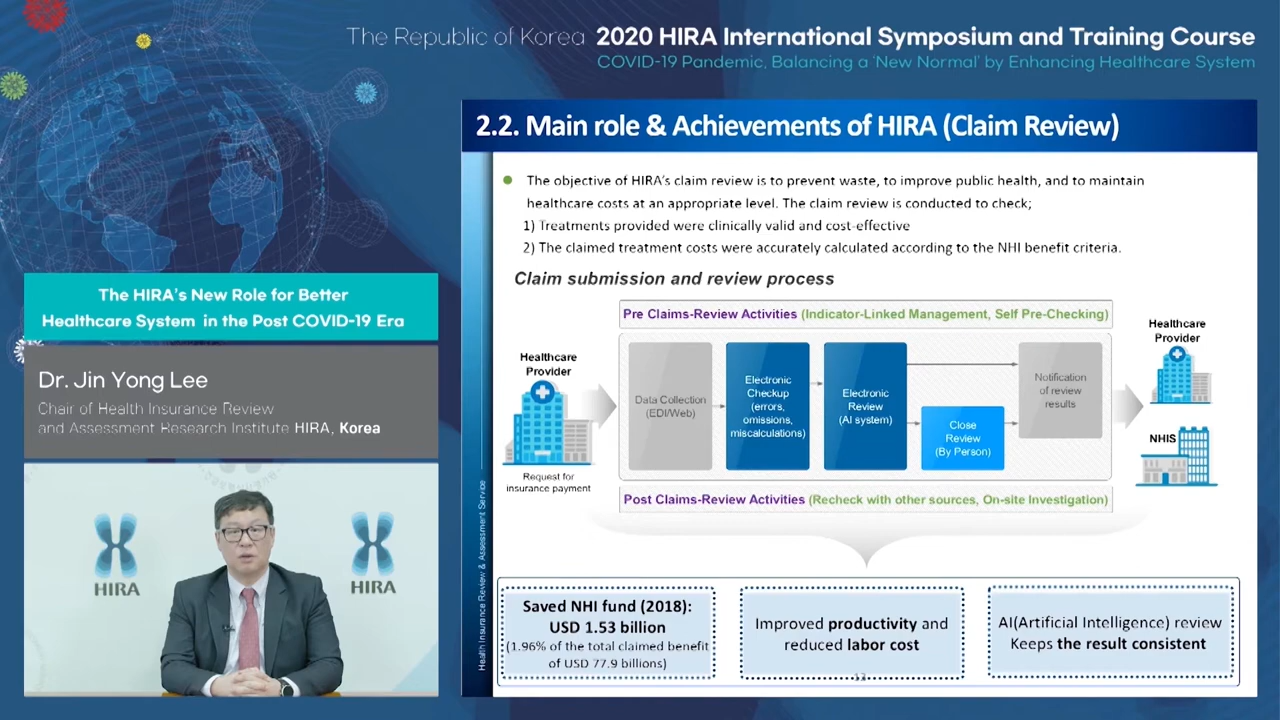 The Republic of Korea 2020 HIRA International Symposium and Training Course
COVID-19 Pandemic, Balancing a 'New Normal' by Enhancing Healthcare System
The HIRA's New Role for Better
Healthcare System in the Post COVID-19 Era
Dr. Jin Yong Lee
Chair of Health Insurance Review
and Assessment Research Institute HIRA, Korea
HIRA
HIRA
2.2. Main role & Achievements of HIRA (Claim Review)
The objective of HIRA's claim review is to prevent waste, to improve public health, and to maintain
healthcare costs at an appropriate level. The claim review is conducted to check;
1) Treatments provided were clinically valid and cost-effective
2) The claimed treatment costs were accurately calculated according to the NHI benefit criteria.
Claim submission and review process
Pre Claims-Review Activities (Indicator-Linked Management, Self Pre-Checking)
Healthcare
Provider
Request for
insurance payment
Data Collection
(EDI/Web)
Electronic
Checkup
(errors,
omissions,
miscalculations)
Electronic
Review
(AI system)
Close
Review
(By Person)
Notification
of review
results
Healthcare
Provider
NHIS
Post Claims-Review Activities (Recheck with other sources, On-site Investigation)
Health Insurance Review & Assessment Service
Saved NHI fund (2018):
USD 1.53 billion
(1.96% of the total claimed benefit
of USD 77.9 billions)
Improved productivity and
reduced labor cost
AI(Artificial Intelligence) review
Keeps the result consistent
13